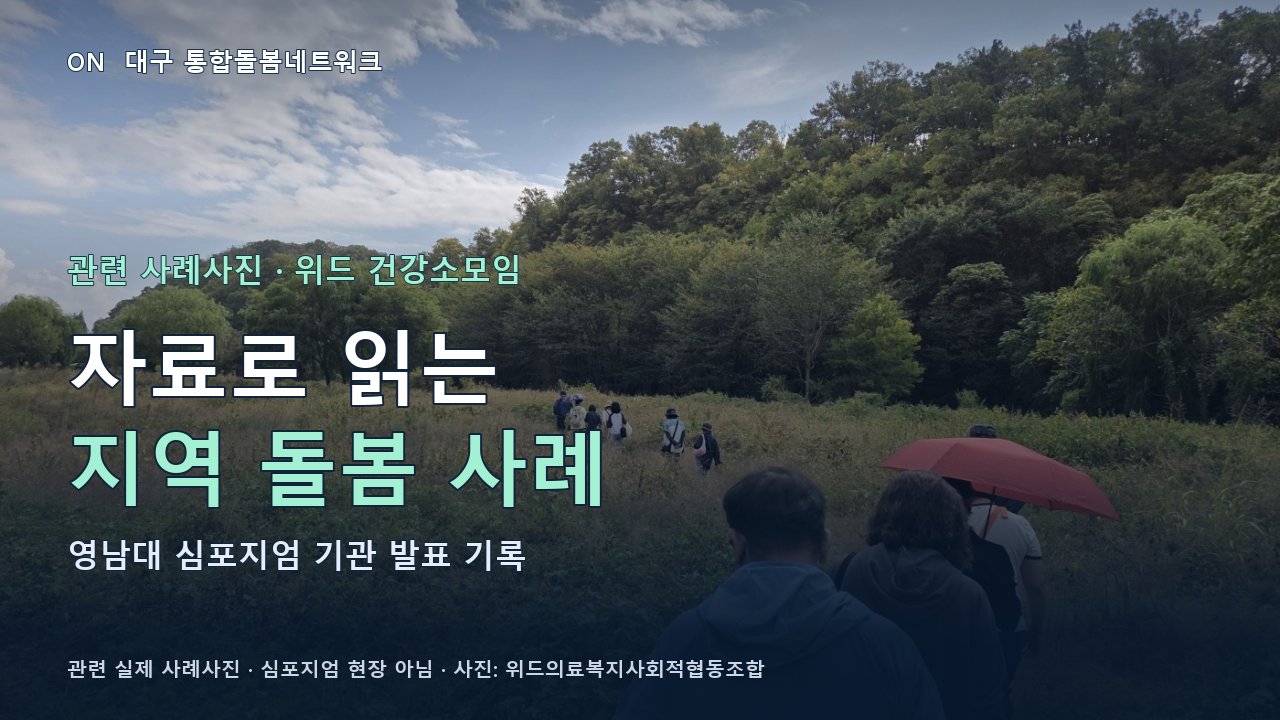 ON 대구 통합돌봄네트워크
관련 사례사진 · 위드 건강소모임
자료로 읽는
지역 돌봄 사례
영남대 심포지엄 기관 발표 기록
관련 실제 사례사진 · 심포지엄 현장 아님 · 사진: 위드의료복지사회적협동조합